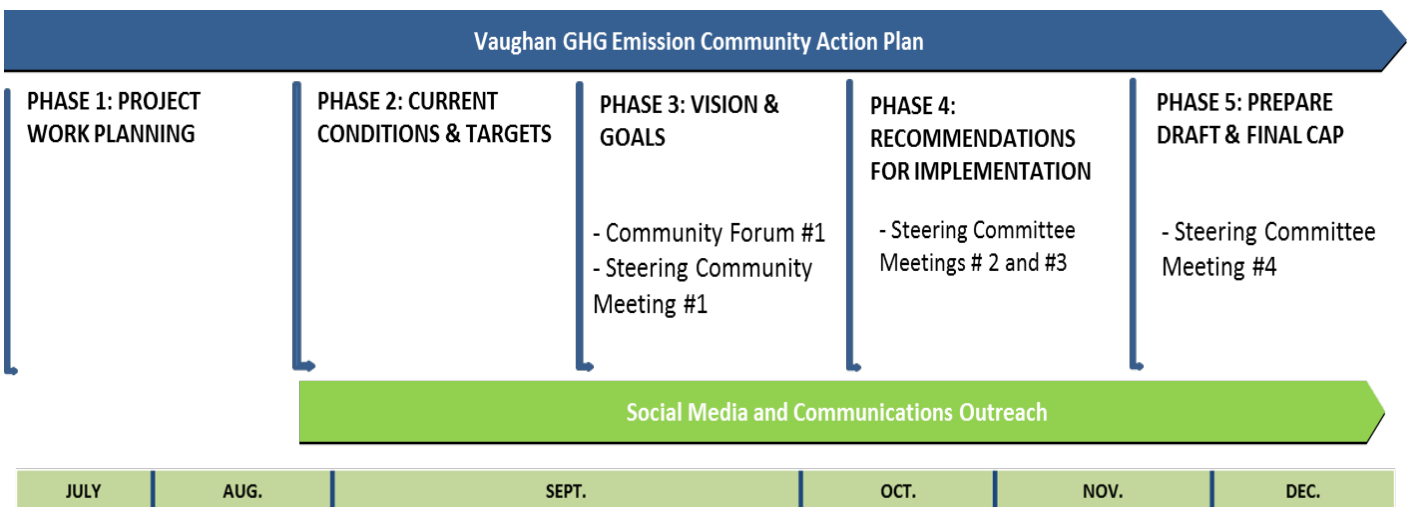 Vaughan GHG Emission Community Action Plan
PHASE 1: PROJECT
WORK PLANNING
PHASE 2: CURRENT
CONDITIONS & TARGETS
PHASE 3: VISION &
GOALS
- Community Forum #1
- Steering Community
Meeting #1
PHASE 4:
RECOMMENDATIONS
FOR IMPLEMENTATION
- Steering Committee
Meetings # 2 and #3
PHASE 5: PREPARE
DRAFT & FINAL CAP
- Steering Committee
Meeting #4
Social Media and Communications Outreach
JULY
AUG.
SEPT.
OCT.
NOV.
DEC.